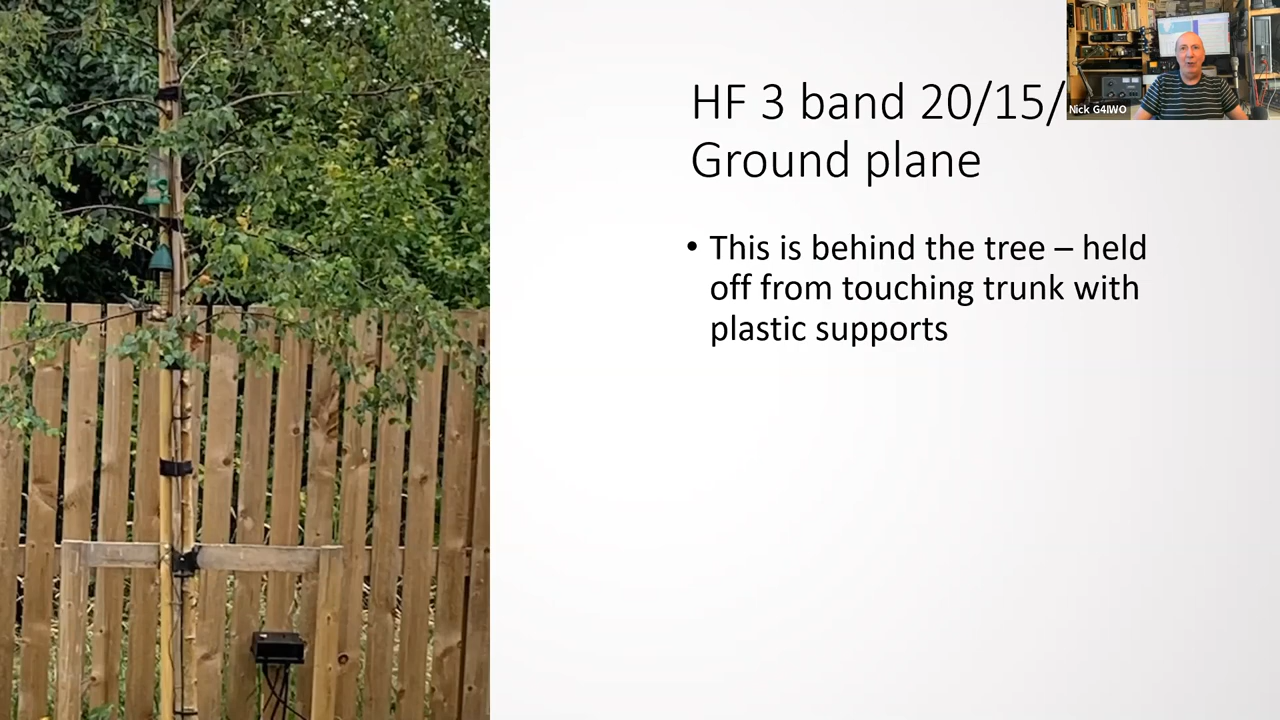 HF 3 band 20/15/
Ground plane
• This is behind the tree – held
off from touching trunk with
plastic supports
Nick G4IWO